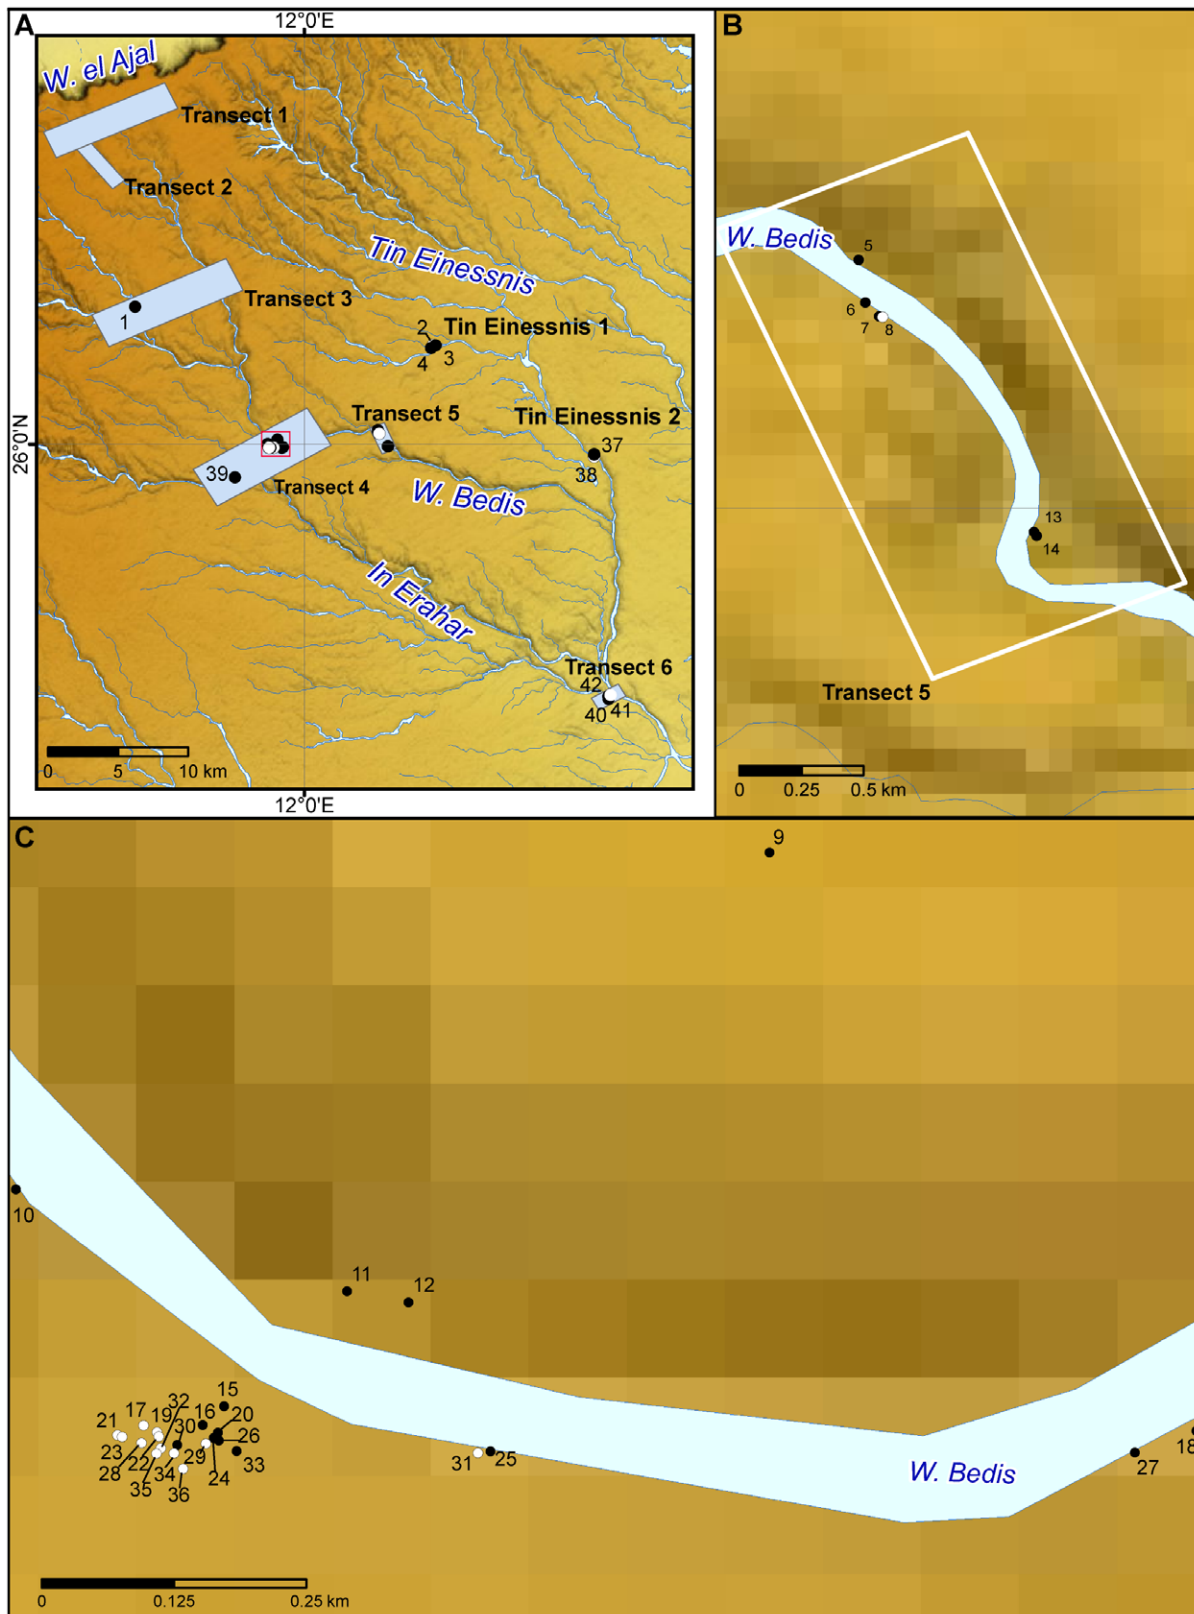 A
12°0'E
W. el Ajal
Transect 1
Transect 2
Tin Einessnis
Transect 3
1
2
Tin Einessnis 1
4
3
26°0'N
Transect 5
Tin Einessnis 2
37
38
39
Transect 4
W. Bedis
In Erahar
Transect 6
42
40
41
0
5
10 km
12°0'E
B
W. Bedis
5
6
7
8
13
14
Transect 5
0
0.25
0.5 km
C
9
10
11
12
15
32
17
16
20
21
19
30
26
23
22
29
33
28
34
24
35
36
31
25
W. Bedis
27
18
0
0.125
0.25 km